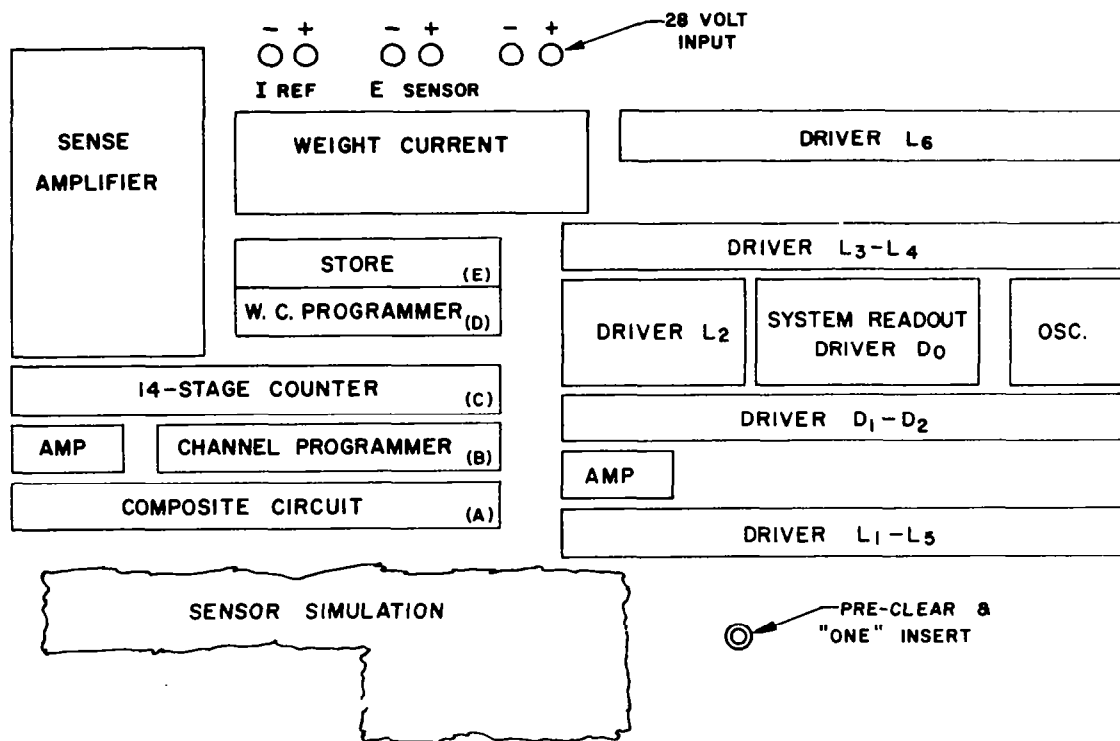 - +
- +
- +
28 VOLT
INPUT
I REF
E SENSOR
SENSE
AMPLIFIER
WEIGHT CURRENT
DRIVER L6
STORE (E)
W. C. PROGRAMMER (D)
DRIVER L3-L4
DRIVER L2
SYSTEM READOUT
DRIVER D0
OSC.
14-STAGE COUNTER (C)
DRIVER D1-D2
AMP
CHANNEL PROGRAMMER (B)
AMP
COMPOSITE CIRCUIT (A)
DRIVER L1-L5
SENSOR SIMULATION
PRE-CLEAR &
"ONE" INSERT